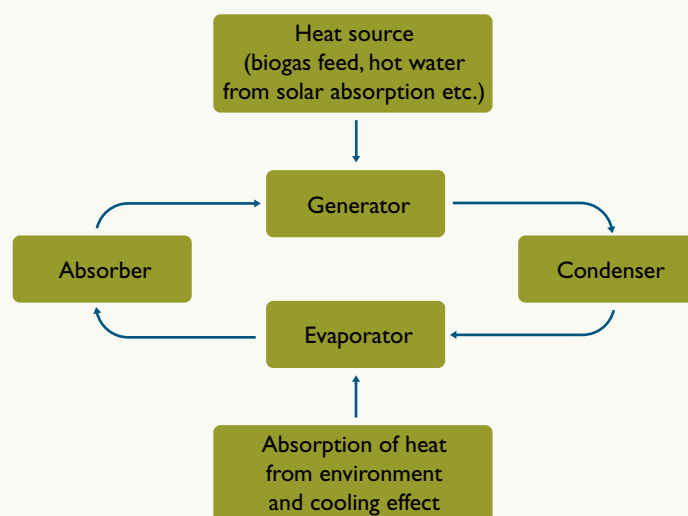 Heat source
(biogas feed, hot water
from solar absorption etc.)
Generator
Absorber
Condenser
Evaporator
Absorption of heat
from environment
and cooling effect